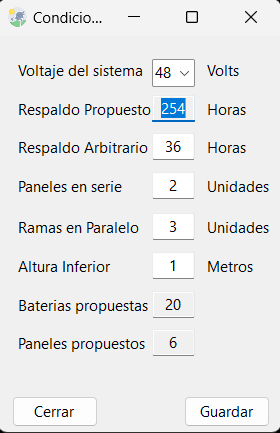 Condicio...
Voltaje del sistema 48 Volts
Respaldo Propuesto 254 Horas
Respaldo Arbitrario 36 Horas
Paneles en serie 2 Unidades
Ramas en Paralelo 3 Unidades
Altura Inferior 1 Metros
Baterias propuestas 20
Paneles propuestos 6
Cerrar Guardar